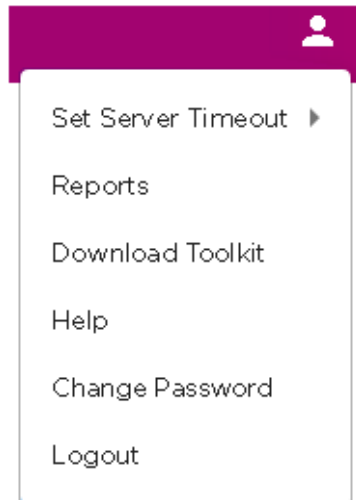 Set Server Timeout
Reports
Download Toolkit
Help
Change Password
Logout